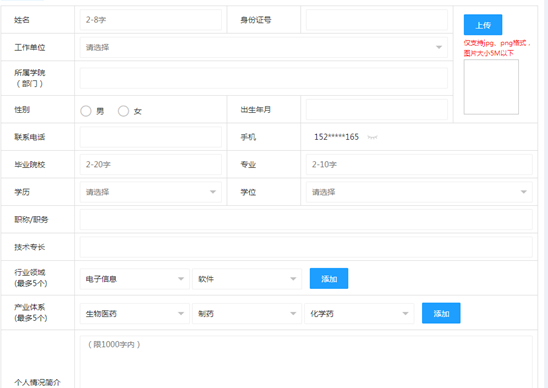 姓名 2-8字 身份证号 上传
仅支持jpg、png格式，
图片大小5M以下
工作单位 请选择
所属学院
（部门）
性别 男 女 出生年月
联系电话 手机 152*****165
毕业院校 2-20字 专业 2-10字
学历 请选择 学位 请选择
职称/职务
技术专长
行业领域
(最多5个) 电子信息 软件 添加
产业体系
(最多5个) 生物医药 制药 化学药 添加
（限1000字内）
个人情况简介